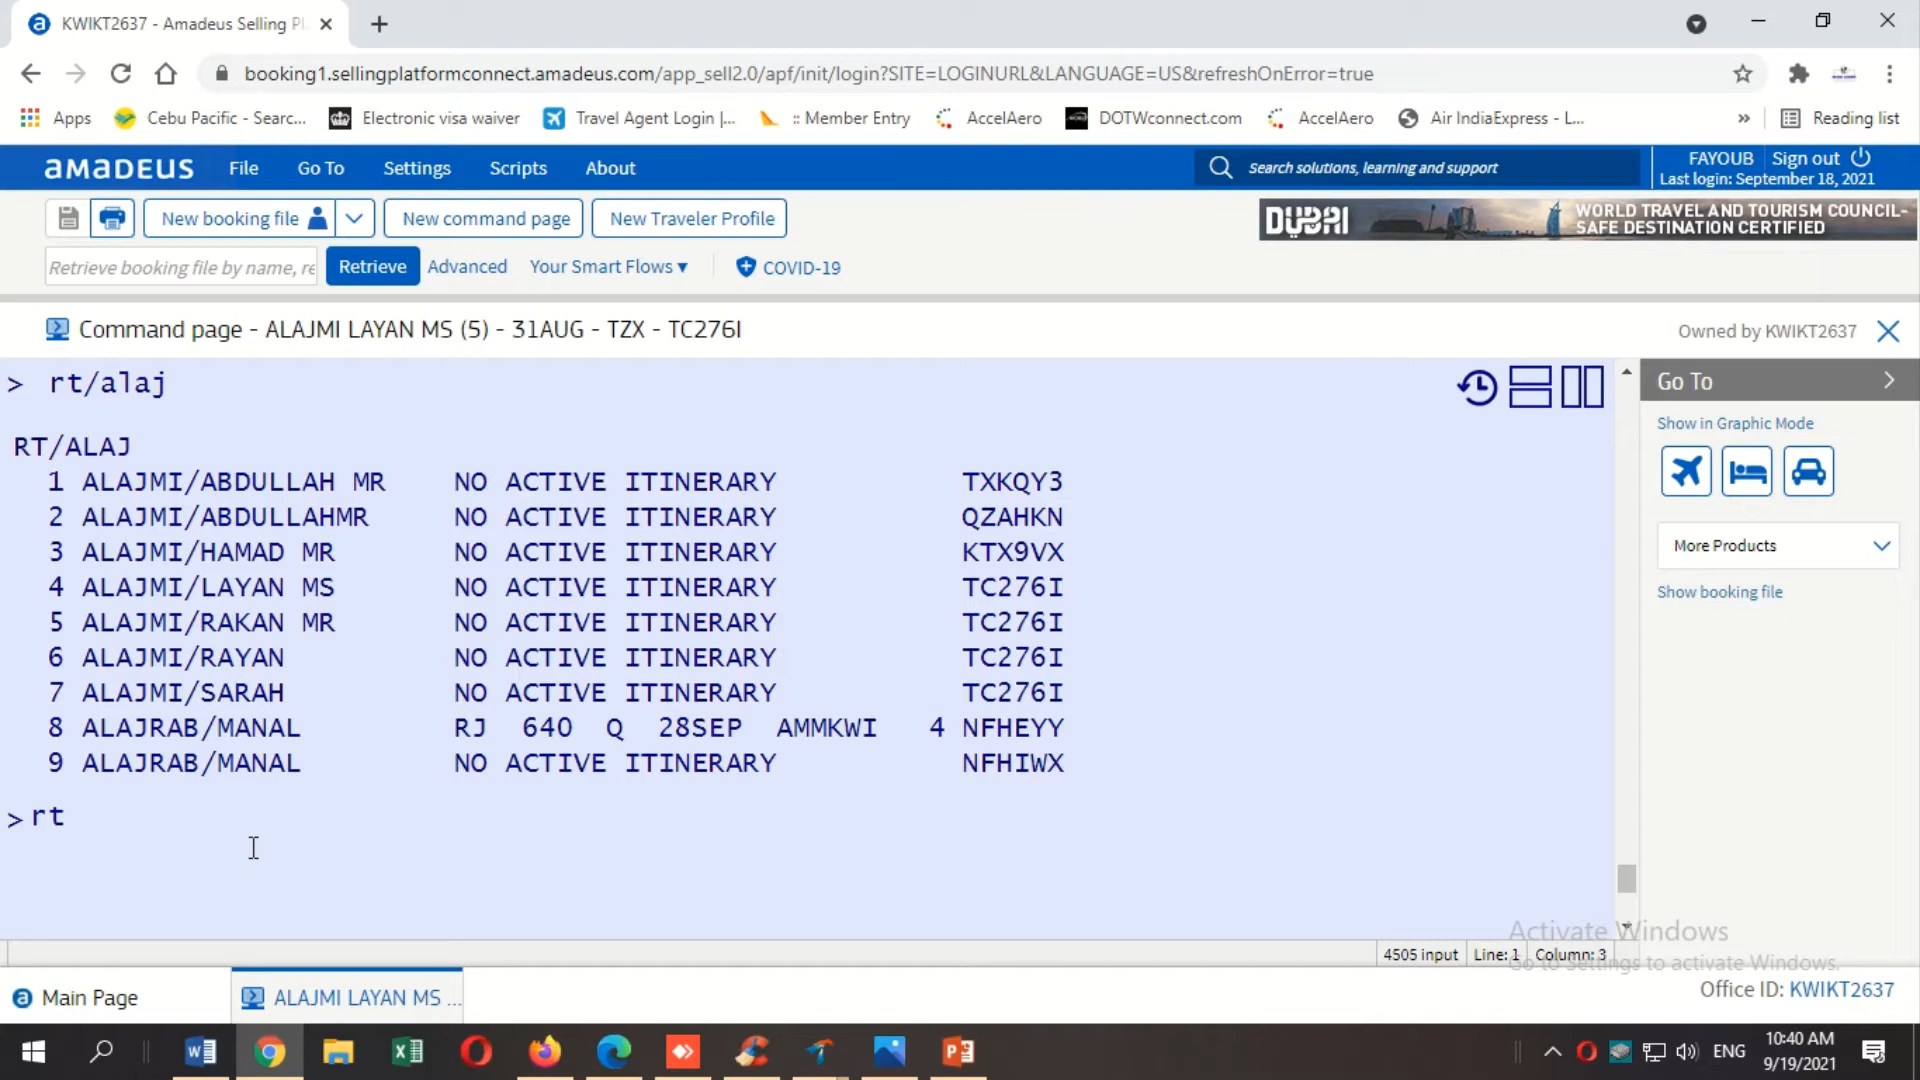 KWIKT2637 - Amadeus Selling Pl
booking1.sellingplatformconnect.amadeus.com/app_sell2.0/apf/init/login?SITE=LOGINURL&LANGUAGE=US&refreshOnError=true
Apps
Cebu Pacific - Searc...
Electronic visa waiver
Travel Agent Login |...
:: Member Entry
AccelAero
DOTWconnect.com
AccelAero
Air IndiaExpress - L...
»
Reading list
amadeus
File
Go To
Settings
Scripts
About
Search solutions, learning and support
FAYOUB
Sign out
Last login: September 18, 2021
New booking file
New command page
New Traveler Profile
DUBAI
WORLD TRAVEL AND TOURISM COUNCIL-
SAFE DESTINATION CERTIFIED
Retrieve booking file by name, re
Retrieve
Advanced
Your Smart Flows ▾
COVID-19
Command page - ALAJMI LAYAN MS (5) - 31AUG - TZX - TC276I
Owned by KWIKT2637
> rt/alaj
RT/ALAJ
1 ALAJMI/ABDULLAH MR NO ACTIVE ITINERARY TXKQY3
2 ALAJMI/ABDULLAHMR NO ACTIVE ITINERARY QZAHKN
3 ALAJMI/HAMAD MR NO ACTIVE ITINERARY KTX9VX
4 ALAJMI/LAYAN MS NO ACTIVE ITINERARY TC276I
5 ALAJMI/RAKAN MR NO ACTIVE ITINERARY TC276I
6 ALAJMI/RAYAN NO ACTIVE ITINERARY TC276I
7 ALAJMI/SARAH NO ACTIVE ITINERARY TC276I
8 ALAJRAB/MANAL RJ 640 Q 28SEP AMMKWI 4 NFHEYY
9 ALAJRAB/MANAL NO ACTIVE ITINERARY NFHIWX
>rt
Go To
Show in Graphic Mode
More Products
Show booking file
Activate Windows
Go to Settings to activate Windows.
4505 input
Line: 1
Column: 3
Main Page
ALAJMI LAYAN MS ...
Office ID: KWIKT2637
ENG
10:40 AM
9/19/2021